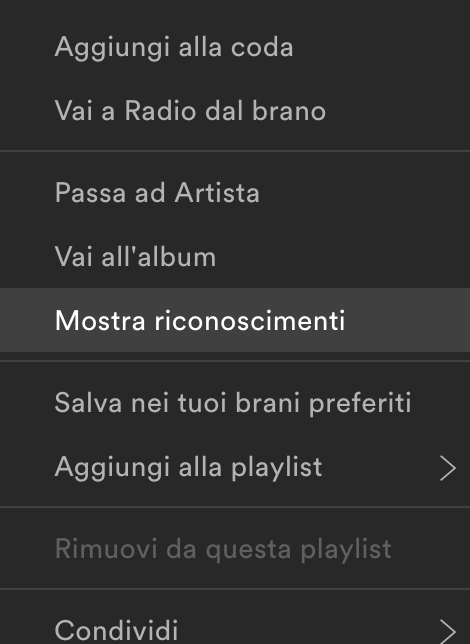 Aggiungi alla coda
Vai a Radio dal brano
Passa ad Artista
Vai all'album
Mostra riconoscimenti
Salva nei tuoi brani preferiti
Aggiungi alla playlist
Rimuovi da questa playlist
Condividi